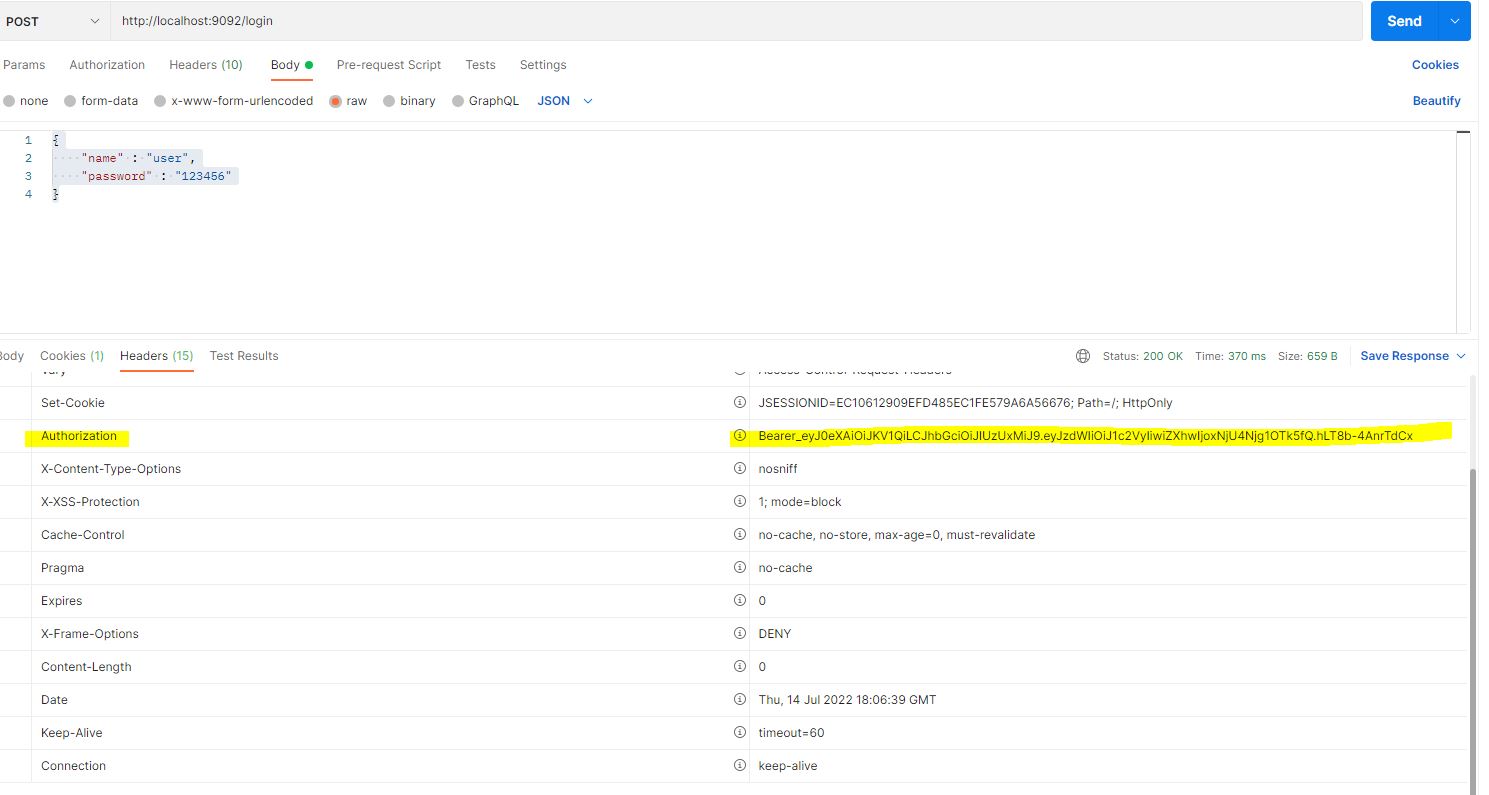 POST http://localhost:9092/login Send
Params Authorization Headers (10) Body Pre-request Script Tests Settings Cookies
none form-data x-www-form-urlencoded raw binary GraphQL JSON Beautify
1 {
2 "name" : "user",
3 "password" : "123456"
4 }
Body Cookies (1) Headers (15) Test Results Status: 200 OK Time: 370 ms Size: 659 B Save Response
Vary Access-Control-Request-Headers
Set-Cookie JSESSIONID=EC10612909EFD485EC1FE579A6A56676; Path=/; HttpOnly
Authorization Bearer_eyJ0eXAiOiJKV1QiLCJhbGciOiJIUzUxMiJ9.eyJzdWIiOiJ1c2VyIiwiZXhwIjoxNjU4Njg1OTk5fQ.hLT8b-4AnrTdCx
X-Content-Type-Options nosniff
X-XSS-Protection 1; mode=block
Cache-Control no-cache, no-store, max-age=0, must-revalidate
Pragma no-cache
Expires 0
X-Frame-Options DENY
Content-Length 0
Date Thu, 14 Jul 2022 18:06:39 GMT
Keep-Alive timeout=60
Connection keep-alive